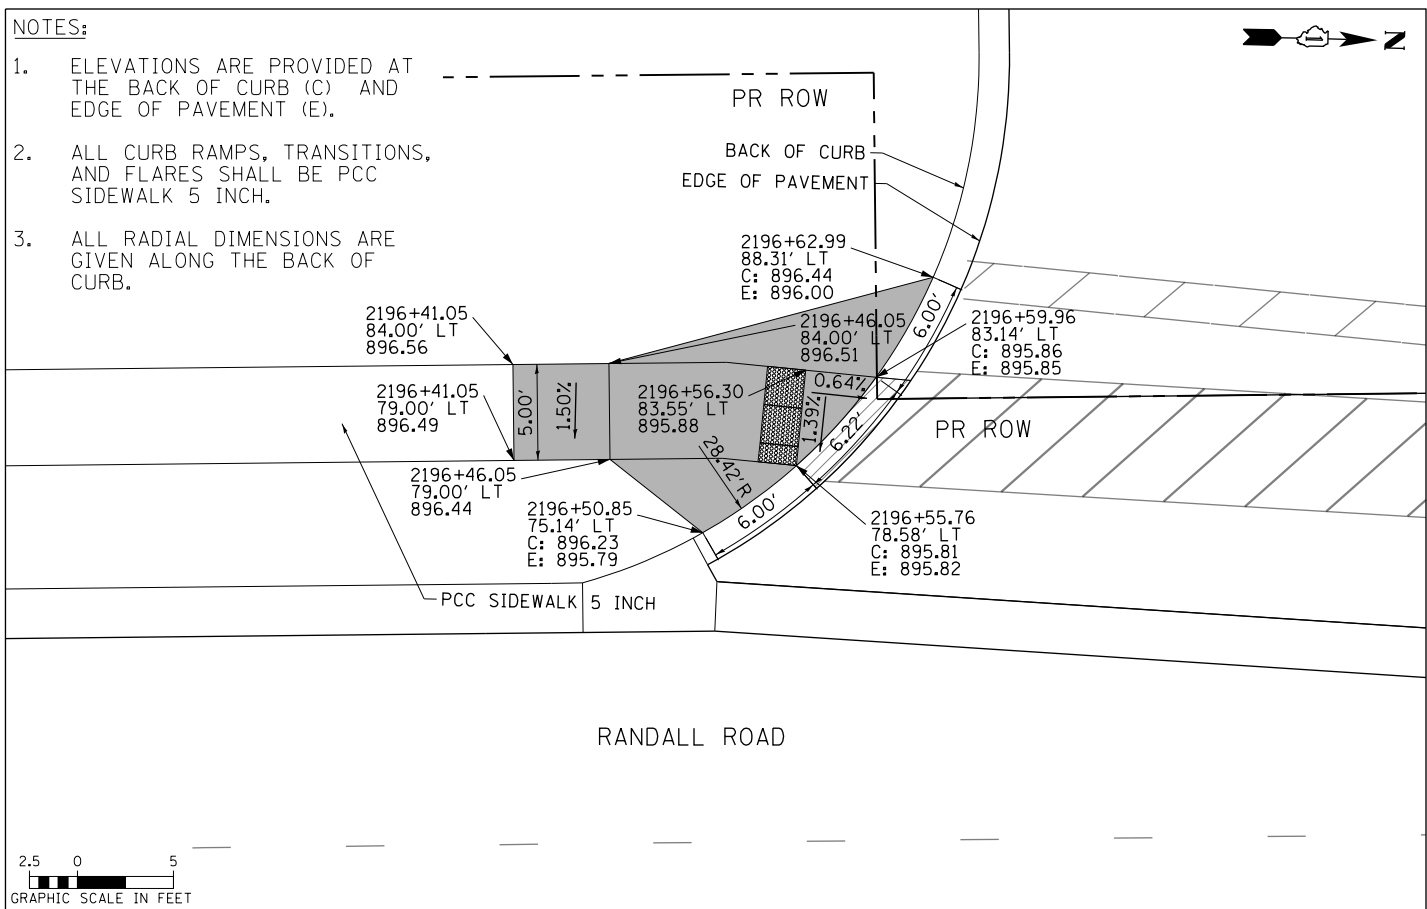 NOTES:
1. ELEVATIONS ARE PROVIDED AT
THE BACK OF CURB (C) AND
EDGE OF PAVEMENT (E).
2. ALL CURB RAMPS, TRANSITIONS,
AND FLARES SHALL BE PCC
SIDEWALK 5 INCH.
3. ALL RADIAL DIMENSIONS ARE
GIVEN ALONG THE BACK OF
CURB.
N
PR ROW
BACK OF CURB
EDGE OF PAVEMENT
2196+62.99
88.31' LT
C: 896.44
E: 896.00
2196+41.05
84.00' LT
896.56
2196+46.05
84.00' LT
896.51
6.00'
2196+59.96
83.14' LT
C: 895.86
E: 895.85
2196+41.05
79.00' LT
896.49
5.00'
1.50%
2196+56.30
83.55' LT
895.88
0.64%
1.39%
6.22'
PR ROW
28.42'R
2196+46.05
79.00' LT
896.44
2196+50.85
75.14' LT
C: 896.23
E: 895.79
6.00'
2196+55.76
78.58' LT
C: 895.81
E: 895.82
PCC SIDEWALK 5 INCH
RANDALL ROAD
2.5 0 5
GRAPHIC SCALE IN FEET